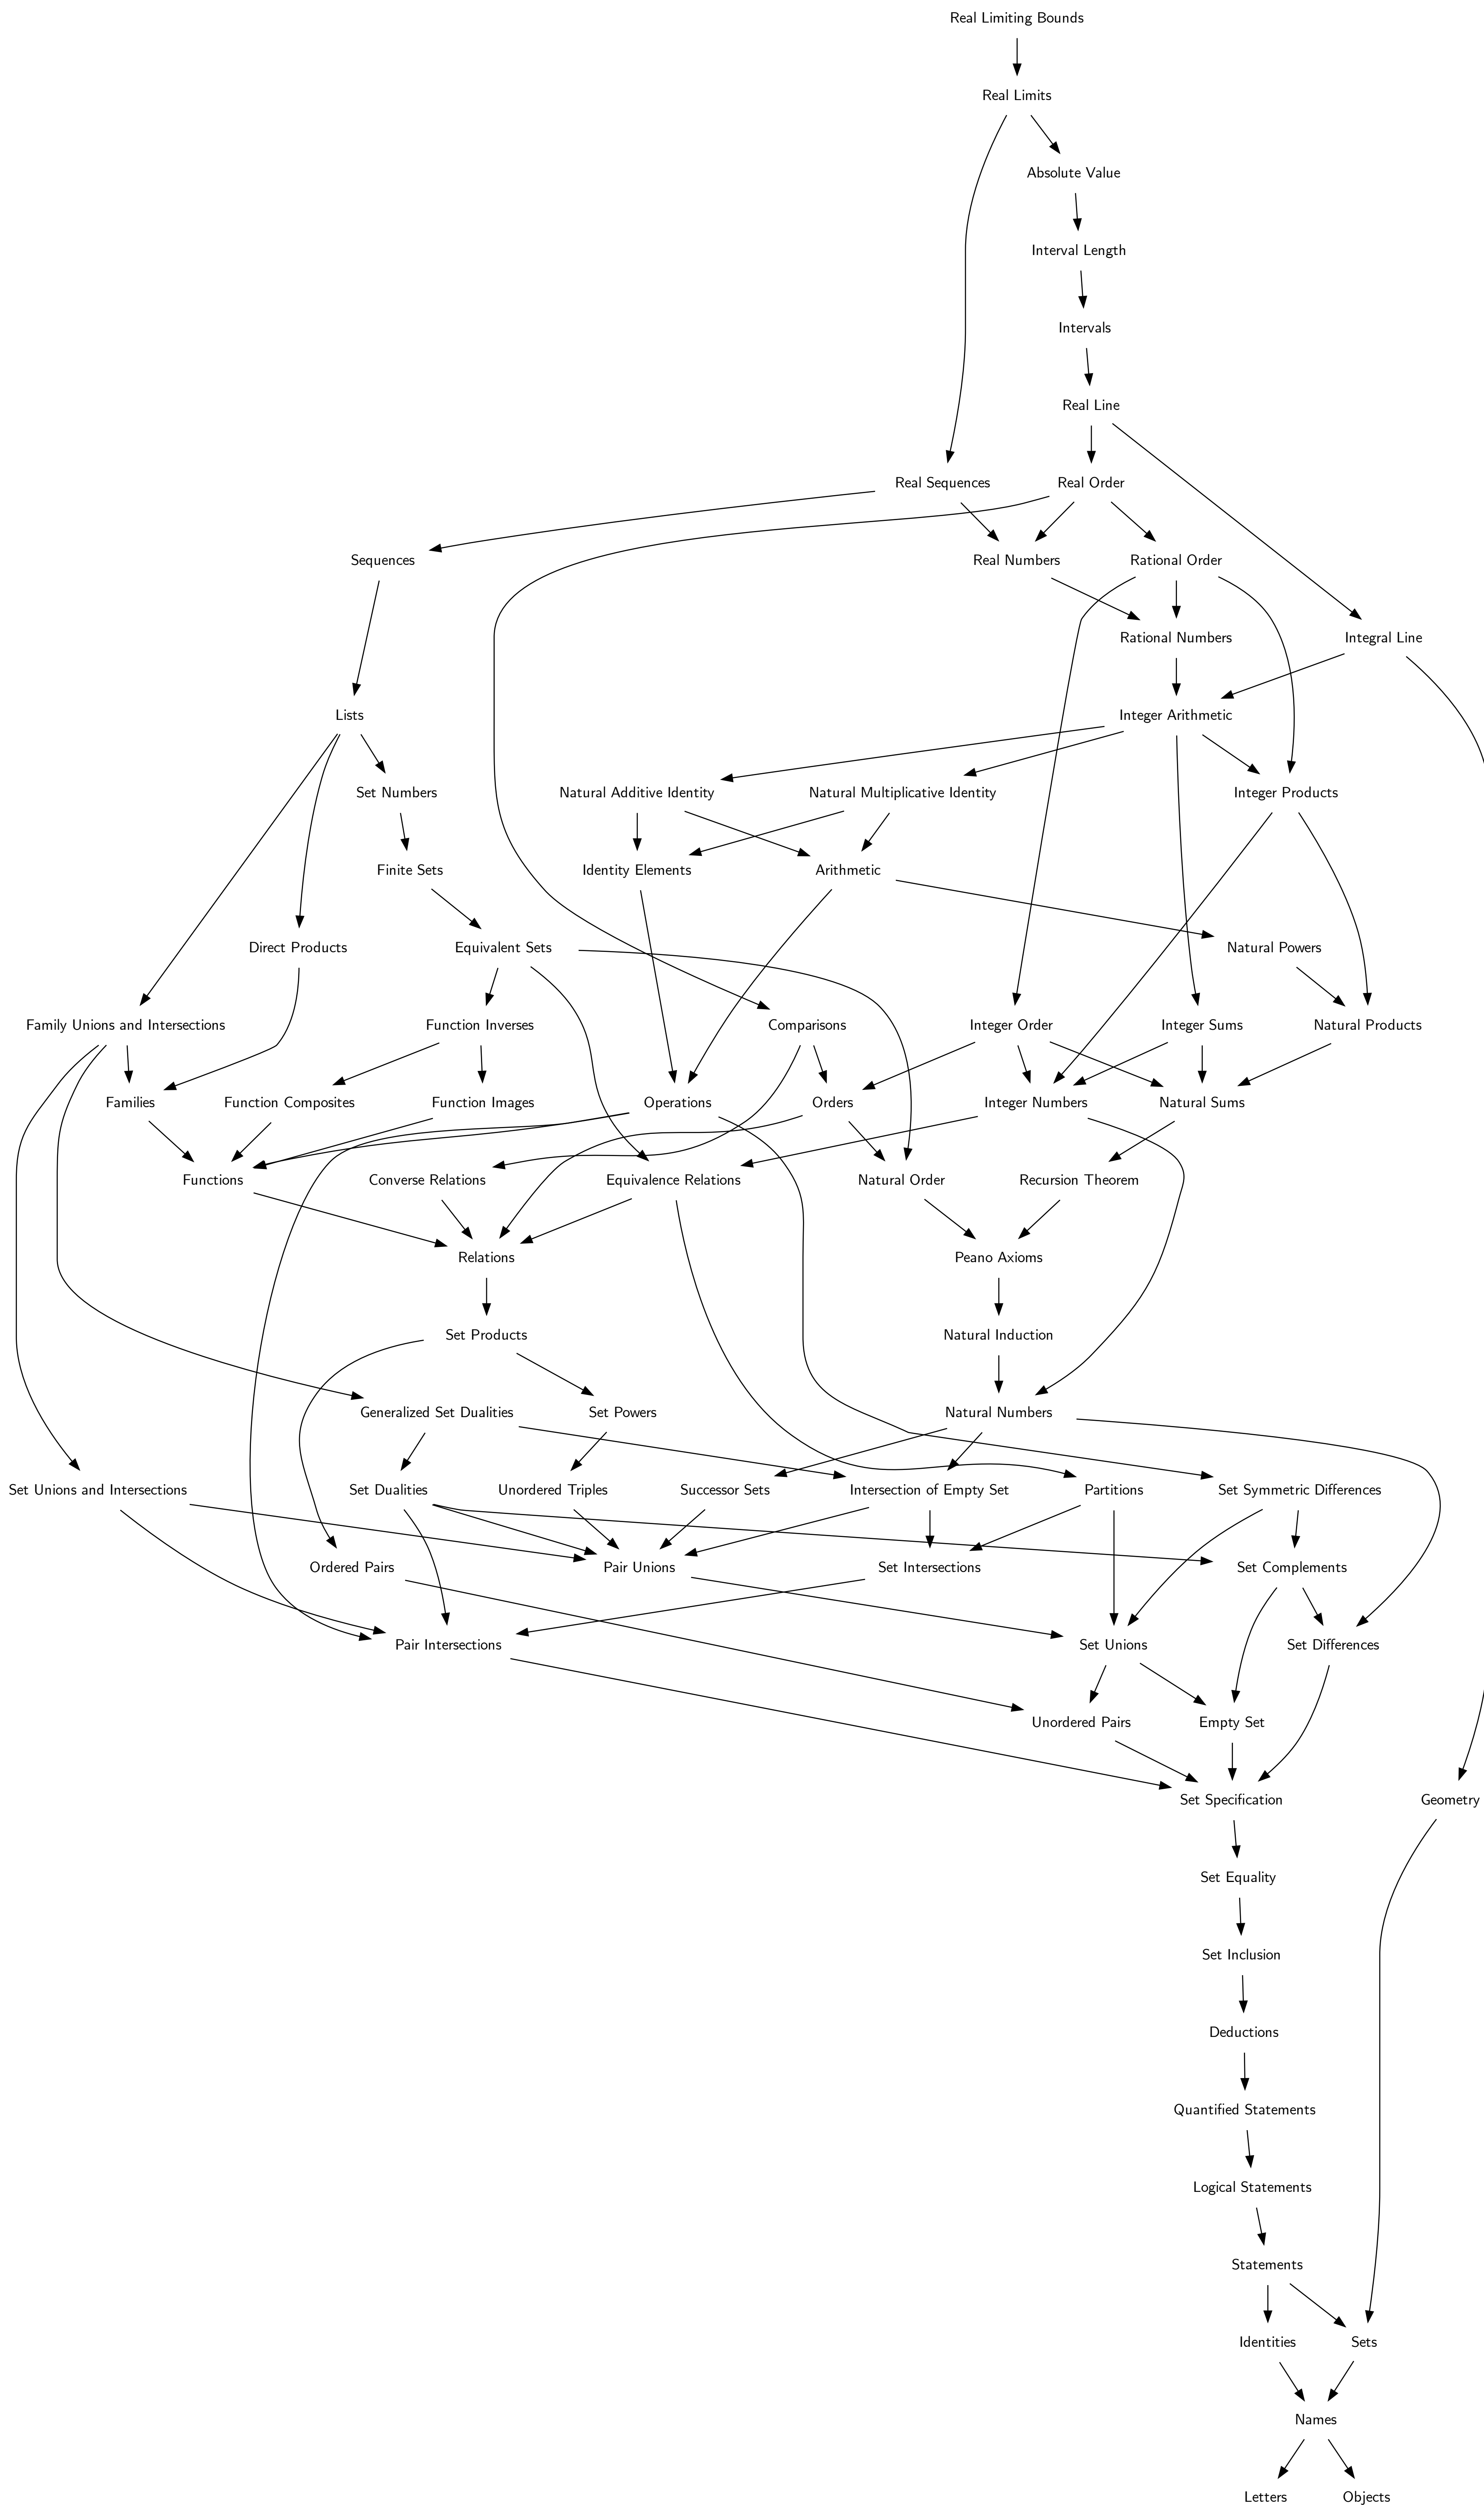 Real Limiting Bounds
Real Limits
Absolute Value
Interval Length
Intervals
Real Line
Real Sequences
Real Order
Sequences
Real Numbers
Rational Order
Rational Numbers
Integral Line
Lists
Integer Arithmetic
Set Numbers
Natural Additive Identity
Natural Multiplicative Identity
Integer Products
Finite Sets
Identity Elements
Arithmetic
Direct Products
Equivalent Sets
Natural Powers
Family Unions and Intersections
Function Inverses
Comparisons
Integer Order
Integer Sums
Natural Products
Families
Function Composites
Function Images
Operations
Orders
Integer Numbers
Natural Sums
Functions
Converse Relations
Equivalence Relations
Natural Order
Recursion Theorem
Relations
Peano Axioms
Set Products
Natural Induction
Generalized Set Dualities
Set Powers
Natural Numbers
Set Unions and Intersections
Set Dualities
Unordered Triples
Successor Sets
Intersection of Empty Set
Partitions
Set Symmetric Differences
Ordered Pairs
Pair Unions
Set Intersections
Set Complements
Pair Intersections
Set Unions
Set Differences
Unordered Pairs
Empty Set
Set Specification
Geometry
Set Equality
Set Inclusion
Deductions
Quantified Statements
Logical Statements
Statements
Identities
Sets
Names
Letters
Objects